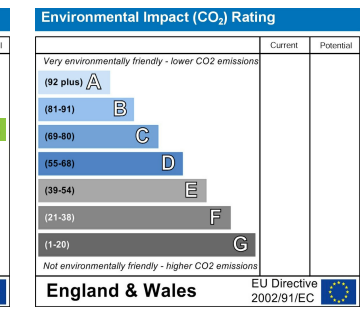 Environmental Impact (CO₂) Rating
Current Potential
Very environmentally friendly - lower CO2 emissions
(92 plus) A
(81-91) B
(69-80) C
(55-68) D
(39-54) E
(21-38) F
(1-20) G
Not environmentally friendly - higher CO2 emissions
England & Wales
EU Directive
2002/91/EC